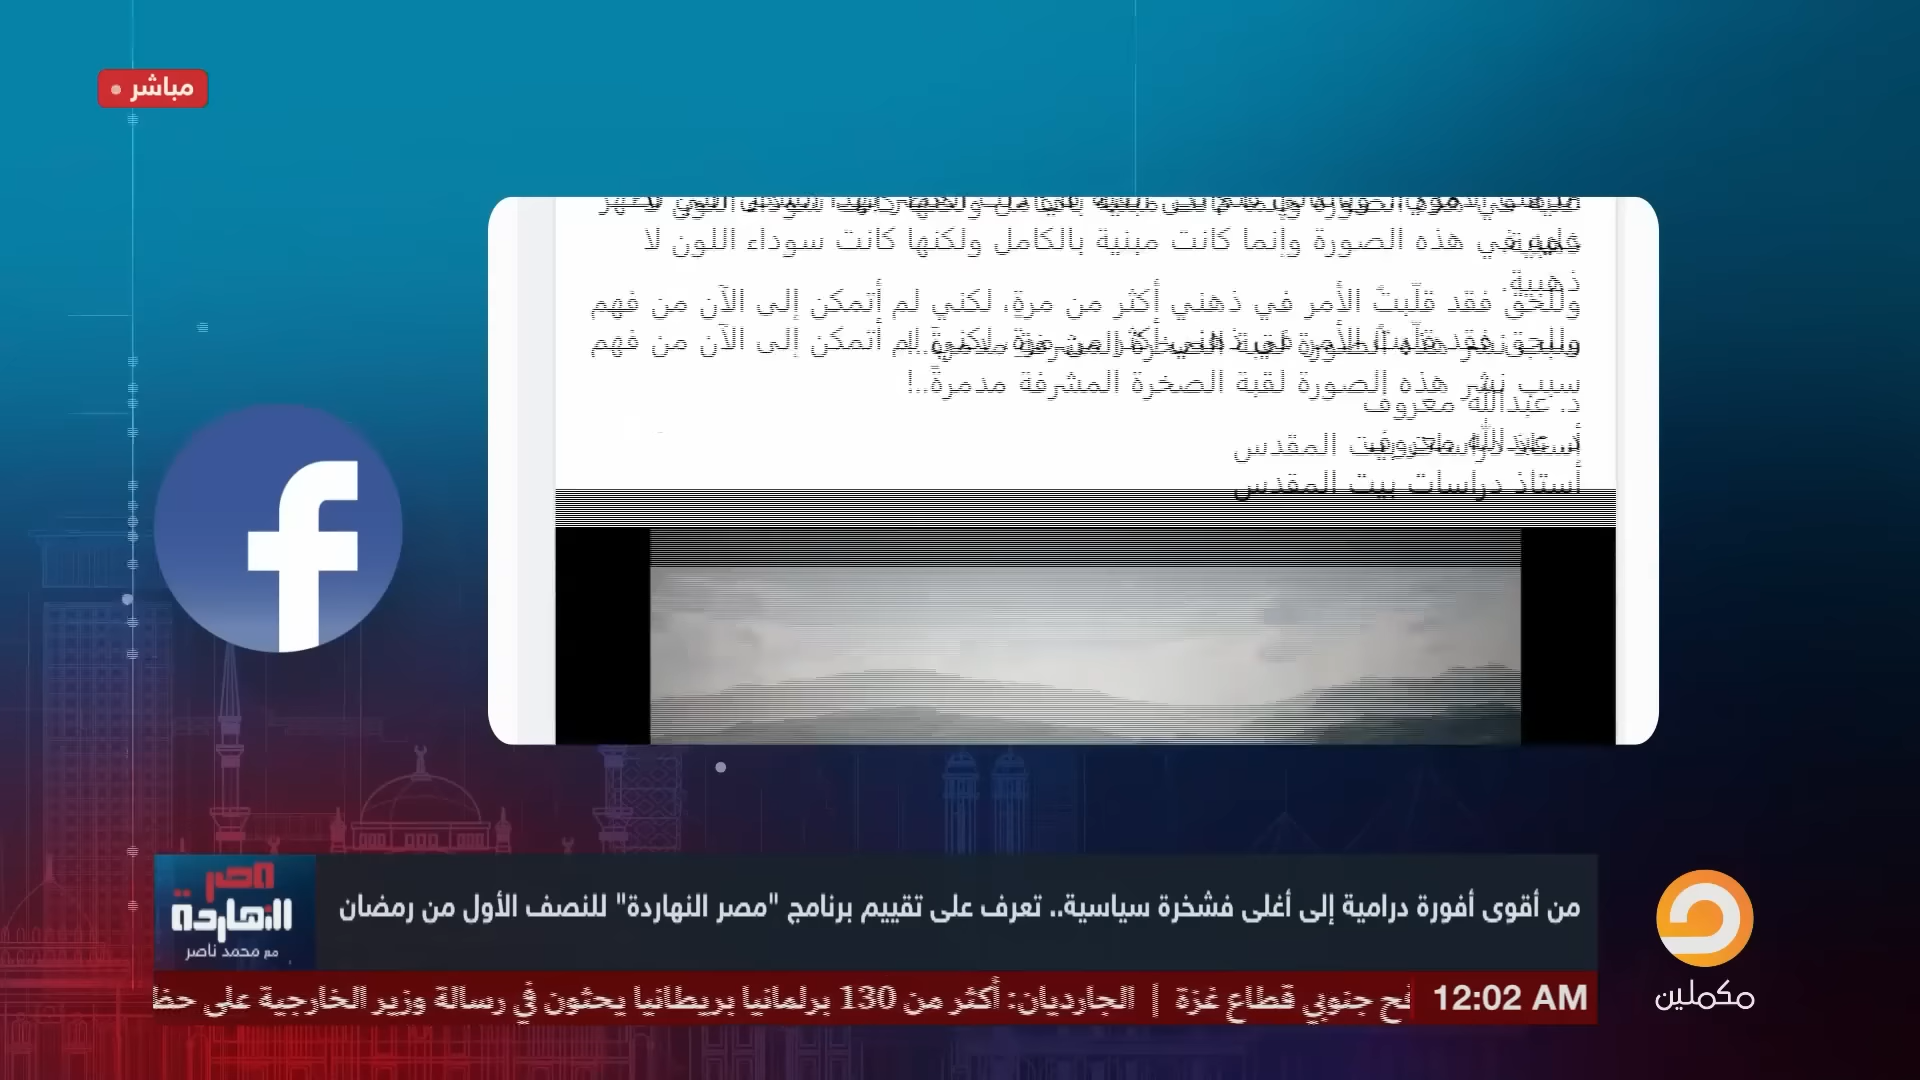 مباشر
في هذه الصورة وإنما كانت مبنية بالكامل ولكنها كانت سوداء اللون لا
ذهبية.
وللحق فقد قلّبتُ الأمر في ذهني أكثر من مرة، لكني لم أتمكن إلى الآن من فهم
سبب نشر هذه الصورة لقبة الصخرة المشرفة مدمرةً..!
د. عبدالله معروف
أستاذ دراسات بيت المقدس
مصر النهاردة
مع محمد ناصر
من أقوى أفورة درامية إلى أغلى فشخرة سياسية.. تعرف على تقييم برنامج "مصر النهاردة" للنصف الأول من رمضان
جنوبي قطاع غزة | الجارديان: أكثر من 130 برلمانيا بريطانيا يحثون في رسالة وزير الخارجية على
12:02 AM
مكملين